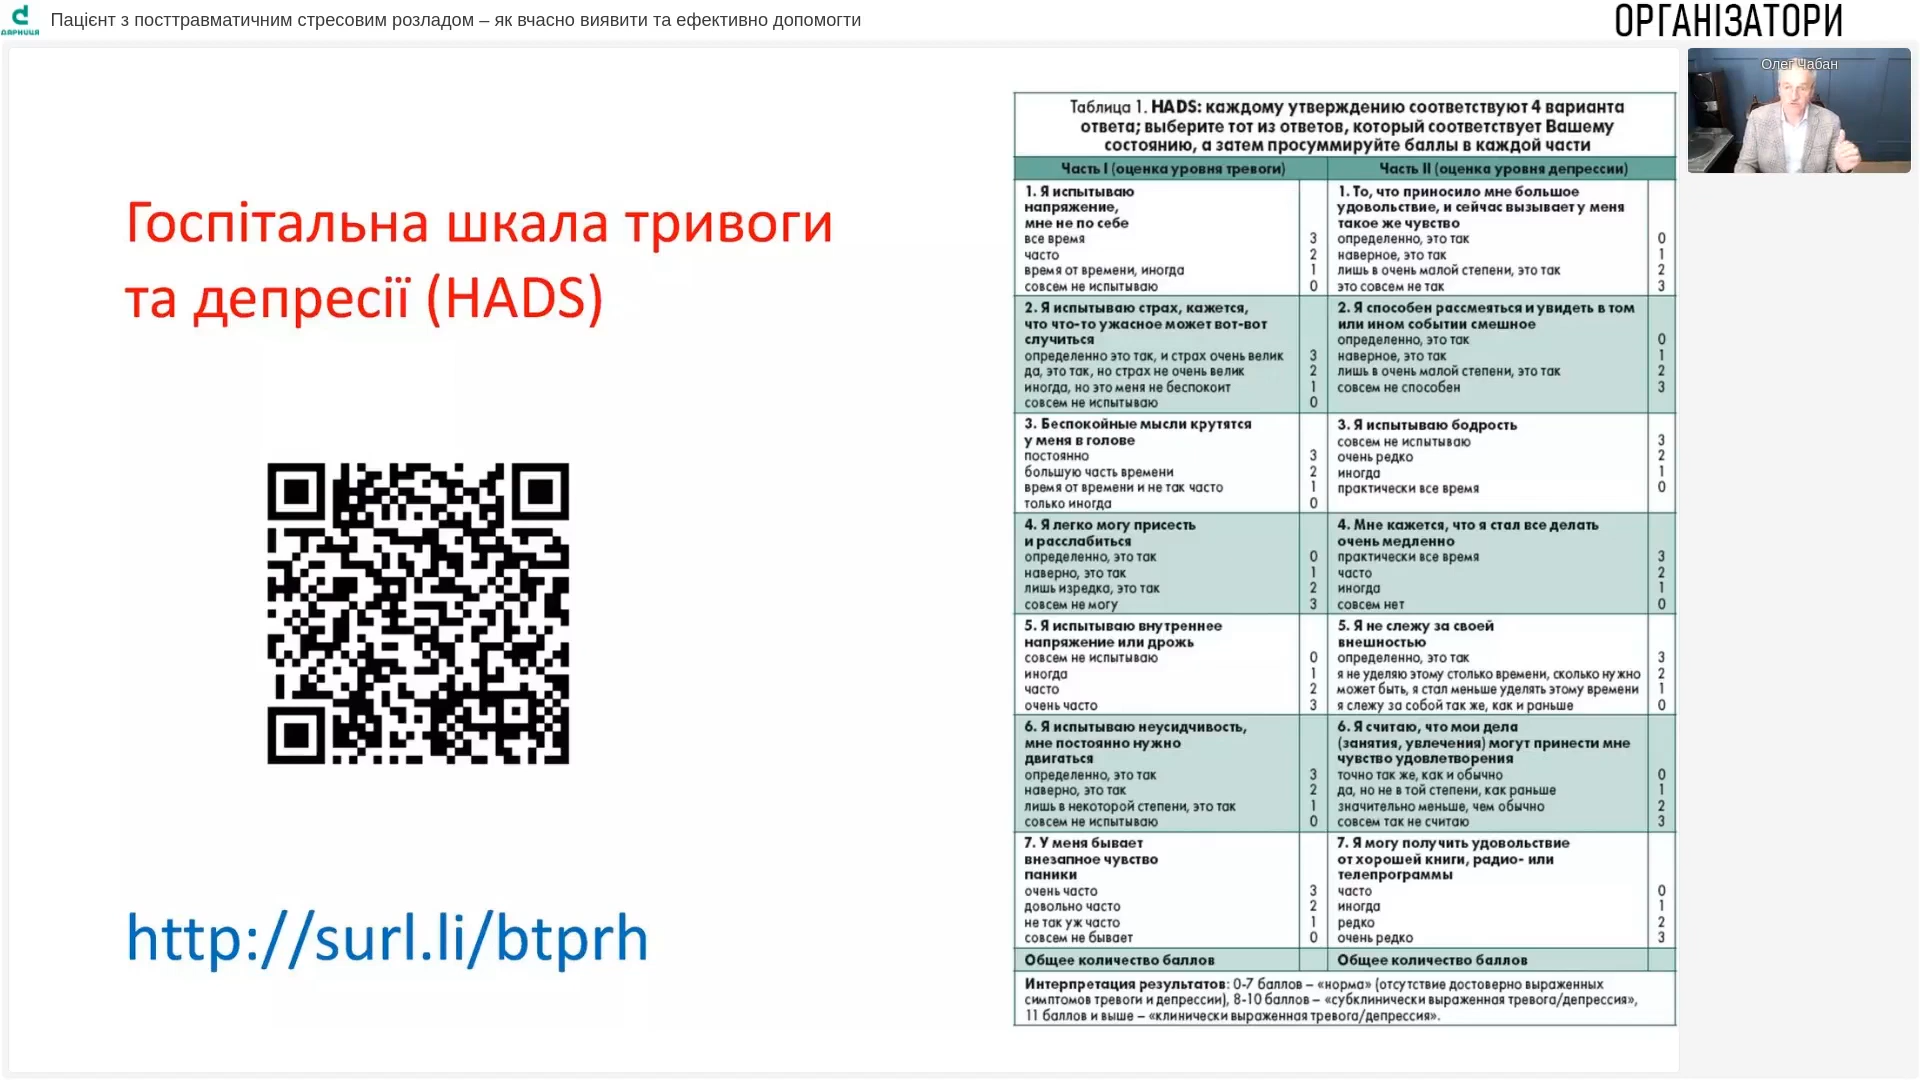 дарниця
Пацієнт з посттравматичним стресовим розладом – як вчасно виявити та ефективно допомогти
ОРГАНІЗАТОРИ
Олег Чабан
Госпітальна шкала тривоги
та депресії (HADS)
http://surl.li/btprh
Таблица 1. HADS: каждому утверждению соответствуют 4 варианта
ответа; выберите тот из ответов, который соответствует Вашему
состоянию, а затем просуммируйте баллы в каждой части
Часть I (оценка уровня тревоги)
1. Я испытываю
напряжение,
мне не по себе
все время 3
часто 2
время от времени, иногда 1
совсем не испытываю 0
2. Я испытываю страх, кажется,
что что-то ужасное может вот-вот
случиться
определенно это так, и страх очень велик 3
да, это так, но страх не очень велик 2
иногда, но это меня не беспокоит 1
совсем не испытываю 0
3. Беспокойные мысли крутятся
у меня в голове
постоянно 3
большую часть времени 2
время от времени и не так часто 1
только иногда 0
4. Я легко могу присесть
и расслабиться
определенно, это так 0
наверно, это так 1
лишь изредка, это так 2
совсем не могу 3
5. Я испытываю внутреннее
напряжение или дрожь
совсем не испытываю 0
иногда 1
часто 2
очень часто 3
6. Я испытываю неусидчивость,
мне постоянно нужно
двигаться
определенно, это так 3
наверно, это так 2
лишь в некоторой степени, это так 1
совсем не испытываю 0
7. У меня бывает
внезапное чувство
паники
очень часто 3
довольно часто 2
не так уж часто 1
совсем не бывает 0
Общее количество баллов
Часть II (оценка уровня депрессии)
1. То, что приносило мне большое
удовольствие, и сейчас вызывает у меня
такое же чувство
определенно, это так 0
наверное, это так 1
лишь в очень малой степени, это так 2
это совсем не так 3
2. Я способен рассмеяться и увидеть в том
или ином событии смешное
определенно, это так 0
наверное, это так 1
лишь в очень малой степени, это так 2
совсем не способен 3
3. Я испытываю бодрость
совсем не испытываю 3
очень редко 2
иногда 1
практически все время 0
4. Мне кажется, что я стал все делать
очень медленно
практически все время 3
часто 2
иногда 1
совсем нет 0
5. Я не слежу за своей
внешностью
определенно, это так 3
я не уделяю этому столько времени, сколько нужно 2
может быть, я стал меньше уделять этому времени 1
я слежу за собой так же, как и раньше 0
6. Я считаю, что мои дела
(занятия, увлечения) могут принести мне
чувство удовлетворения
точно так же, как и обычно 0
да, но не в той степени, как раньше 1
значительно меньше, чем обычно 2
совсем так не считаю 3
7. Я могу получить удовольствие
от хорошей книги, радио- или
телепрограммы
часто 0
иногда 1
редко 2
очень редко 3
Общее количество баллов
Интерпретация результатов: 0-7 баллов – «норма» (отсутствие достоверно выраженных
симптомов тревоги и депрессии), 8-10 баллов – «субклинически выраженная тревога/депрессия»,
11 баллов и выше – «клинически выраженная тревога/депрессия».